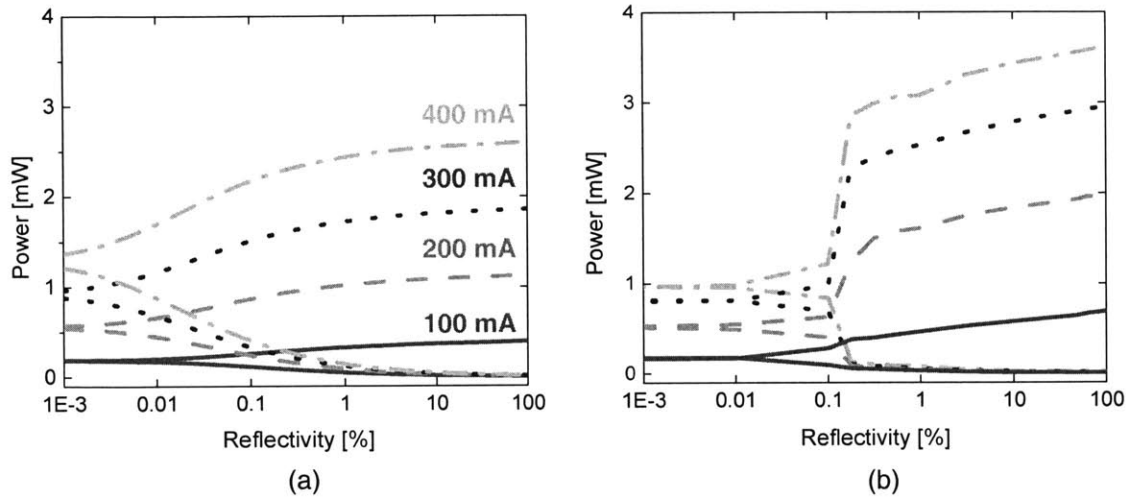 4
3
2
1
0
Power [mW]
400 mA
300 mA
200 mA
100 mA
1E-3 0.01 0.1 1 10 100
Reflectivity [%]
(a)
4
3
2
1
0
Power [mW]
1E-3 0.01 0.1 1 10 100
Reflectivity [%]
(b)